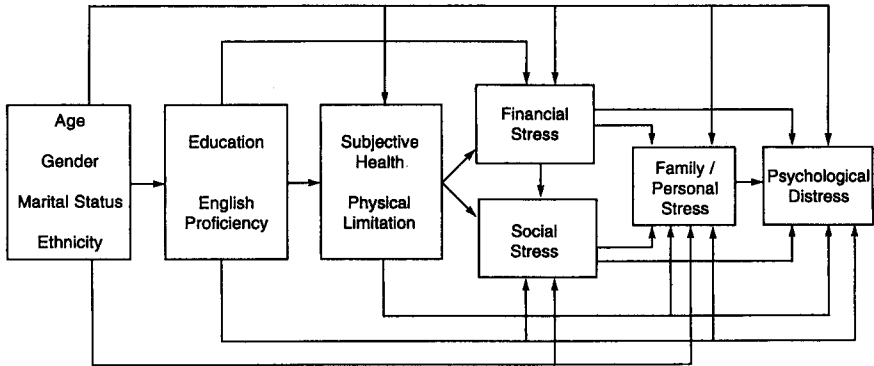 Age
Gender
Marital Status
Ethnicity
Education
English
Proficiency
Subjective
Health
Physical
Limitation
Financial
Stress
Social
Stress
Family /
Personal
Stress
Psychological
Distress